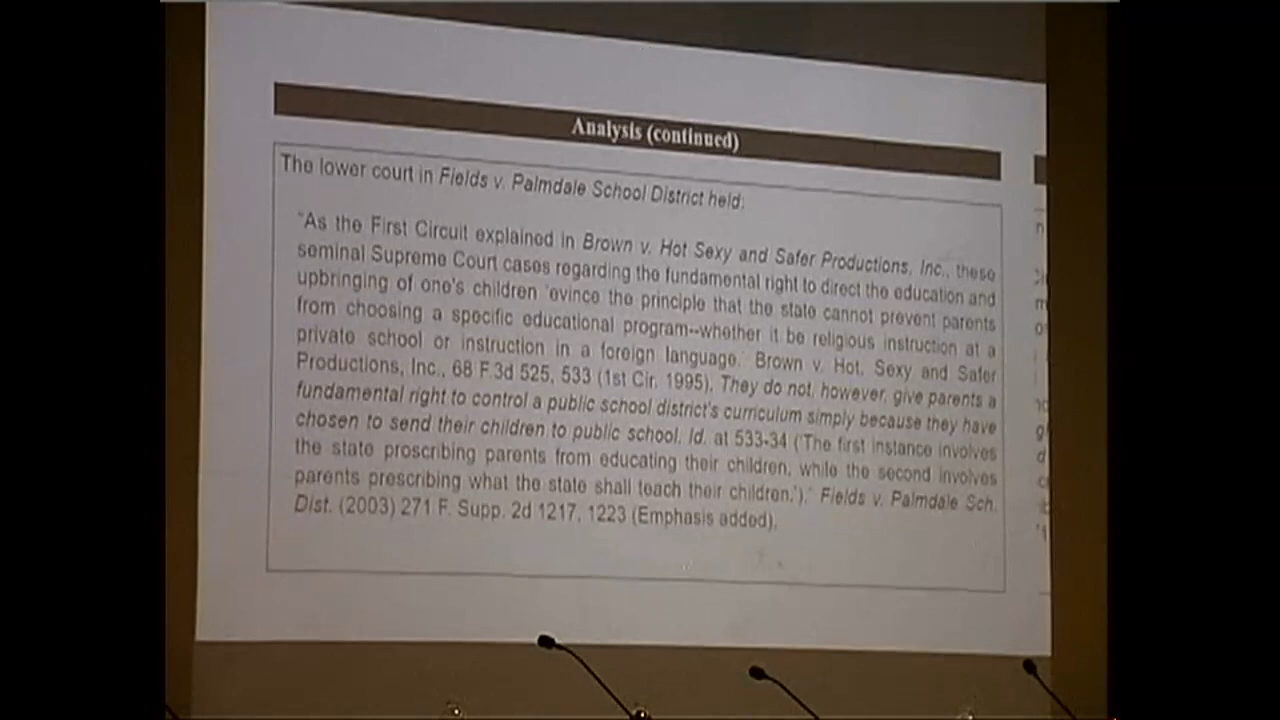 Analysis (continued)
The lower court in Fields v. Palmdale School District held:
"As the First Circuit explained in Brown v. Hot Sexy and Safer Productions, Inc., these
seminal Supreme Court cases regarding the fundamental right to direct the education and
upbringing of one's children 'evince the principle that the state cannot prevent parents
from choosing a specific educational program--whether it be religious instruction at a
private school or instruction in a foreign language.' Brown v. Hot, Sexy and Safer
Productions, Inc., 68 F.3d 525, 533 (1st Cir. 1995). They do not, however, give parents a
fundamental right to control a public school district's curriculum simply because they have
chosen to send their children to public school. Id. at 533-34 ('The first instance involves
the state proscribing parents from educating their children, while the second involves
parents prescribing what the state shall teach their children.')." Fields v. Palmdale Sch.
Dist. (2003) 271 F. Supp. 2d 1217, 1223 (Emphasis added).